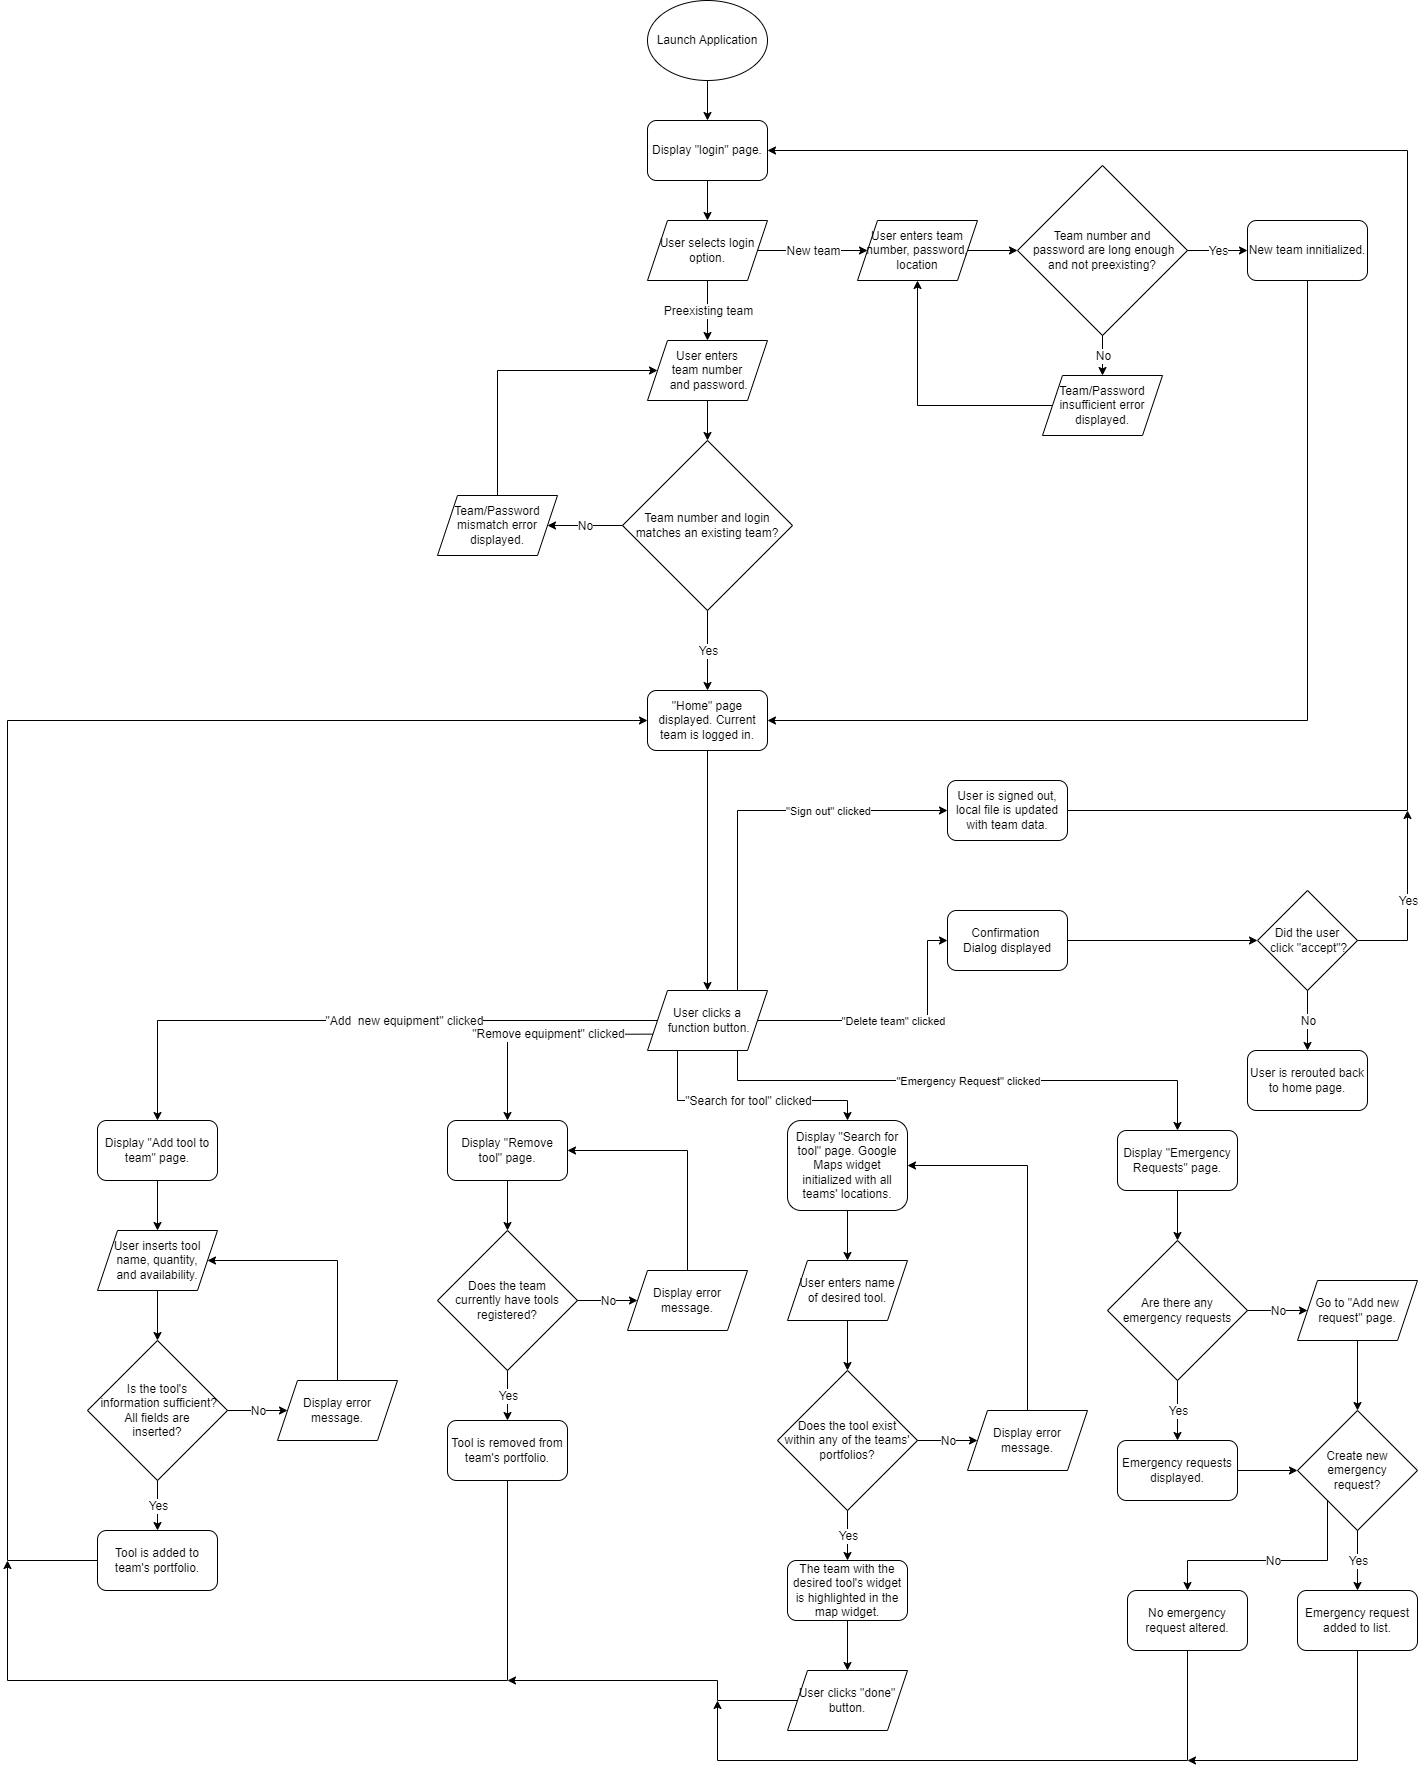 Launch Application
Display "login" page.
User selects login
option.
New team
User enters team
number, password,
location
Team number and
password are long enough
and not preexisting?
Yes
New team innitialized.
Preexisting team
No
User enters
team number
and password.
Team/Password
insufficient error
displayed.
Team/Password
mismatch error
displayed.
No
Team number and login
matches an existing team?
Yes
"Home" page
displayed. Current
team is logged in.
"Sign out" clicked
User is signed out,
local file is updated
with team data.
Yes
Confirmation
Dialog displayed
Did the user
click "accept"?
No
User is rerouted back
to home page.
User clicks a
function button.
"Add  new equipment" clicked
"Remove equipment" clicked
"Delete team" clicked
"Emergency Request" clicked
"Search for tool" clicked
Display "Add tool to
team" page.
Display "Remove
tool" page.
Display "Search for
tool" page. Google
Maps widget
initialized with all
teams' locations.
Display "Emergency
Requests" page.
User inserts tool
name, quantity,
and availability.
Does the team
currently have tools
registered?
No
Display error
message.
User enters name
of desired tool.
Are there any
emergency requests
No
Go to "Add new
request" page.
Is the tool's
information sufficient?
All fields are
inserted?
No
Display error
message.
Yes
Tool is removed from
team's portfolio.
Does the tool exist
within any of the teams'
portfolios?
No
Display error
message.
Yes
Emergency requests
displayed.
Create new
emergency
request?
Yes
Tool is added to
team's portfolio.
Yes
The team with the
desired tool's widget
is highlighted in the
map widget.
No
Yes
No emergency
request altered.
Emergency request
added to list.
User clicks "done"
button.